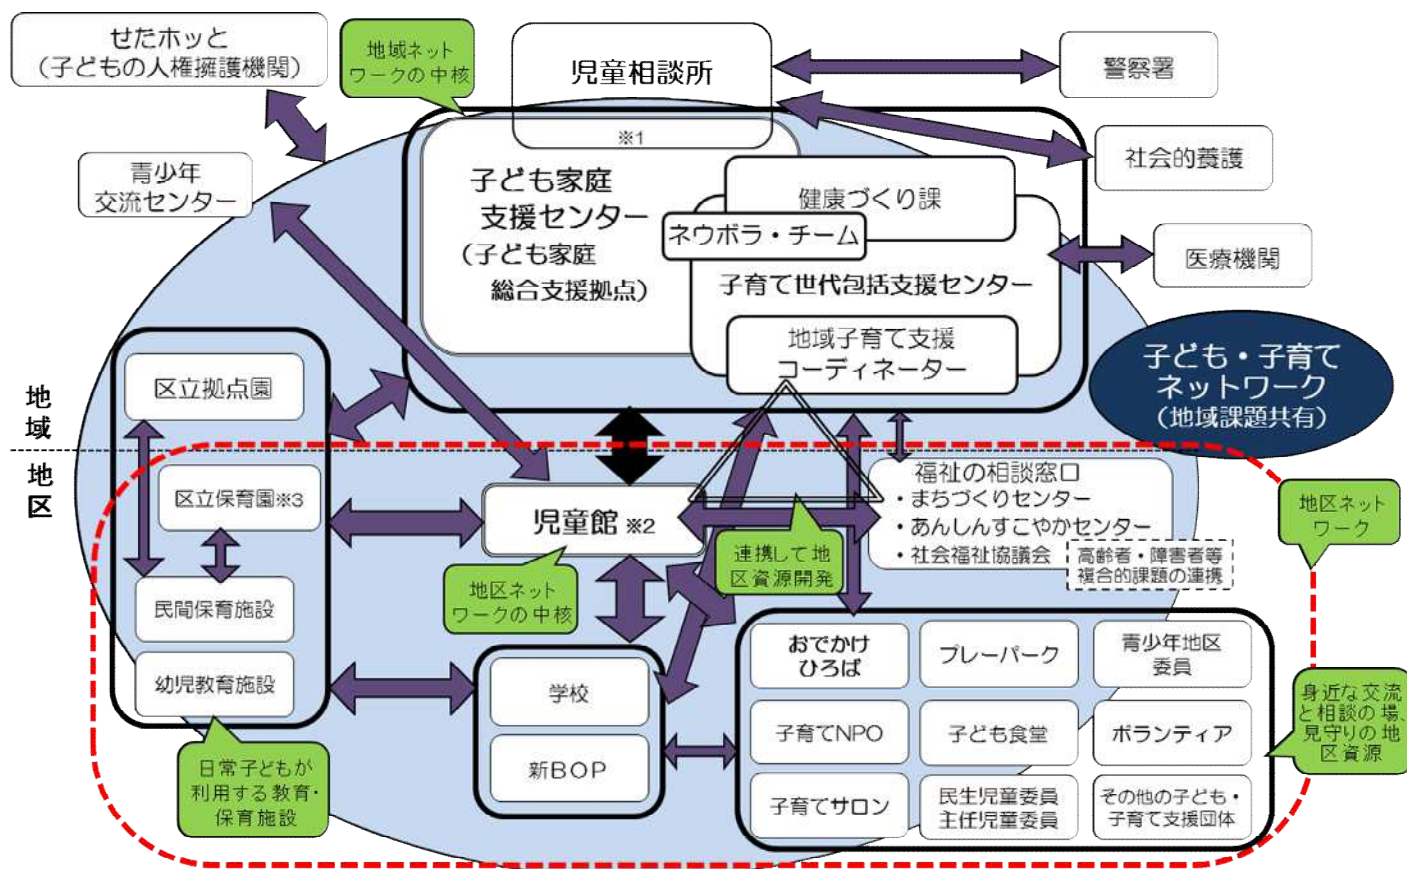 せたホッと
（子どもの人権擁護機関）
地域ネット
ワークの中核
児童相談所
警察署
※1
社会的養護
青少年
交流センター
子ども家庭
支援センター
（子ども家庭
総合支援拠点）
健康づくり課
ネウボラ・チーム
子育て世代包括支援センター
医療機関
地域子育て支援
コーディネーター
子ども・子育て
ネットワーク
（地域課題共有）
地域
地区
区立拠点園
区立保育園※3
民間保育施設
幼児教育施設
日常子どもが
利用する教育・
保育施設
児童館 ※2
地区ネット
ワークの中核
連携して地
区資源開発
福祉の相談窓口
・まちづくりセンター
・あんしんすこやかセンター
・社会福祉協議会
高齢者・障害者等
複合的課題の連携
地区ネット
ワーク
学校
新BOP
おでかけ
ひろば
プレーパーク
青少年地区
委員
子育てNPO
子ども食堂
ボランティア
子育てサロン
民生児童委員
主任児童委員
その他の子ども・
子育て支援団体
身近な交流
と相談の場、
見守りの地
区資源